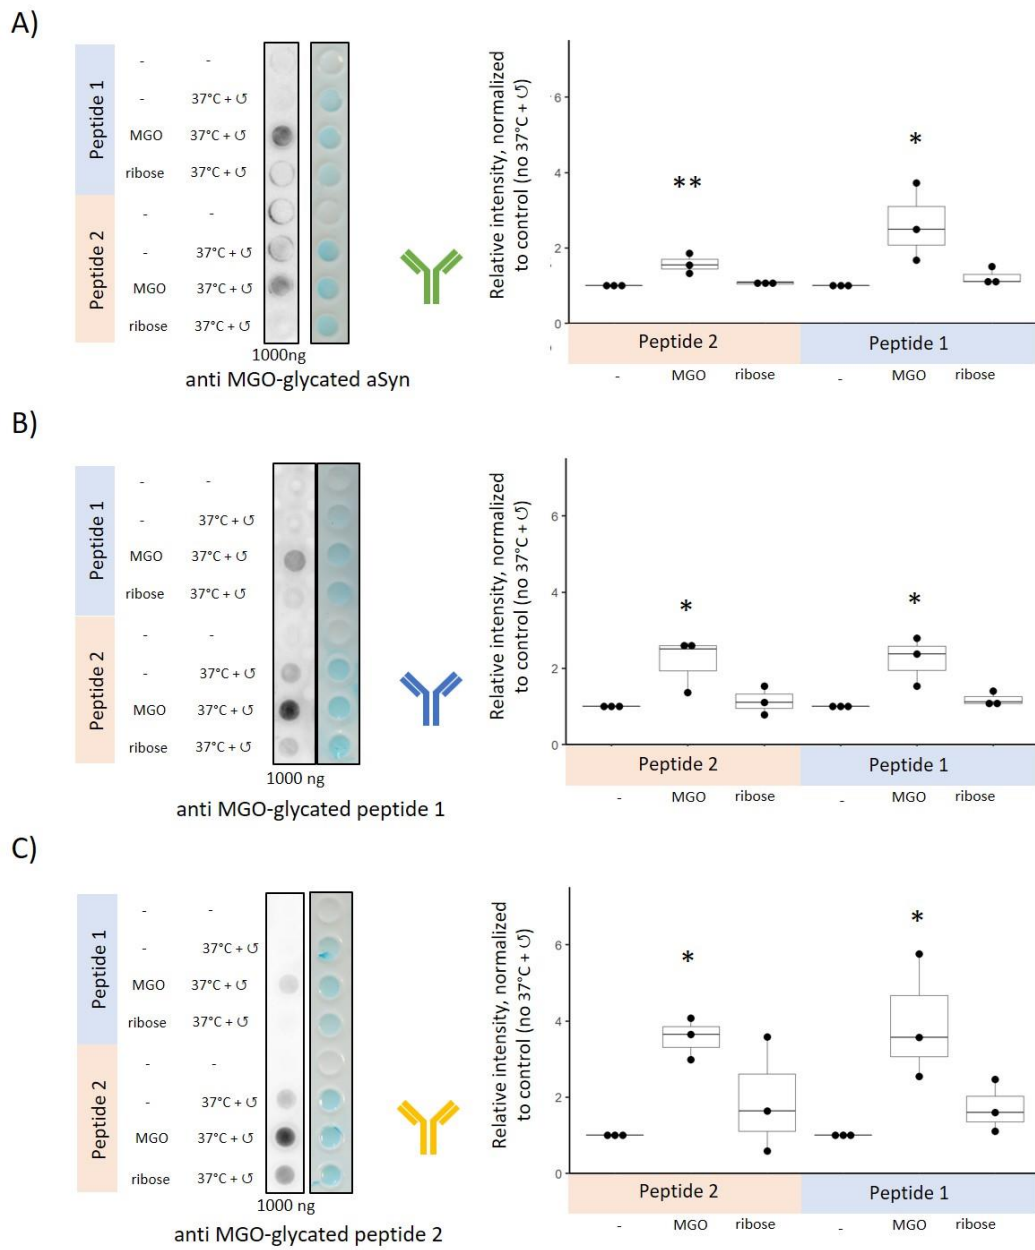 A)
Peptide 1
- -
- 37°C + ↺
MGO 37°C + ↺
ribose 37°C + ↺
Peptide 2
- -
- 37°C + ↺
MGO 37°C + ↺
ribose 37°C + ↺
1000ng
anti MGO-glycated aSyn
Relative intensity, normalized
to control (no 37°C + ↺)
6
4
2
0
Peptide 2 Peptide 1
- MGO ribose - MGO ribose
** *
B)
Peptide 1
- -
- 37°C + ↺
MGO 37°C + ↺
ribose 37°C + ↺
Peptide 2
- -
- 37°C + ↺
MGO 37°C + ↺
ribose 37°C + ↺
1000 ng
anti MGO-glycated peptide 1
Relative intensity, normalized
to control (no 37°C + ↺)
6
4
2
0
* *
Peptide 2 Peptide 1
- MGO ribose - MGO ribose
C)
Peptide 1
- -
- 37°C + ↺
MGO 37°C + ↺
ribose 37°C + ↺
Peptide 2
- -
- 37°C + ↺
MGO 37°C + ↺
ribose 37°C + ↺
1000 ng
anti MGO-glycated peptide 2
Relative intensity, normalized
to control (no 37°C + ↺)
6
4
2
0
* *
Peptide 2 Peptide 1
- MGO ribose - MGO ribose